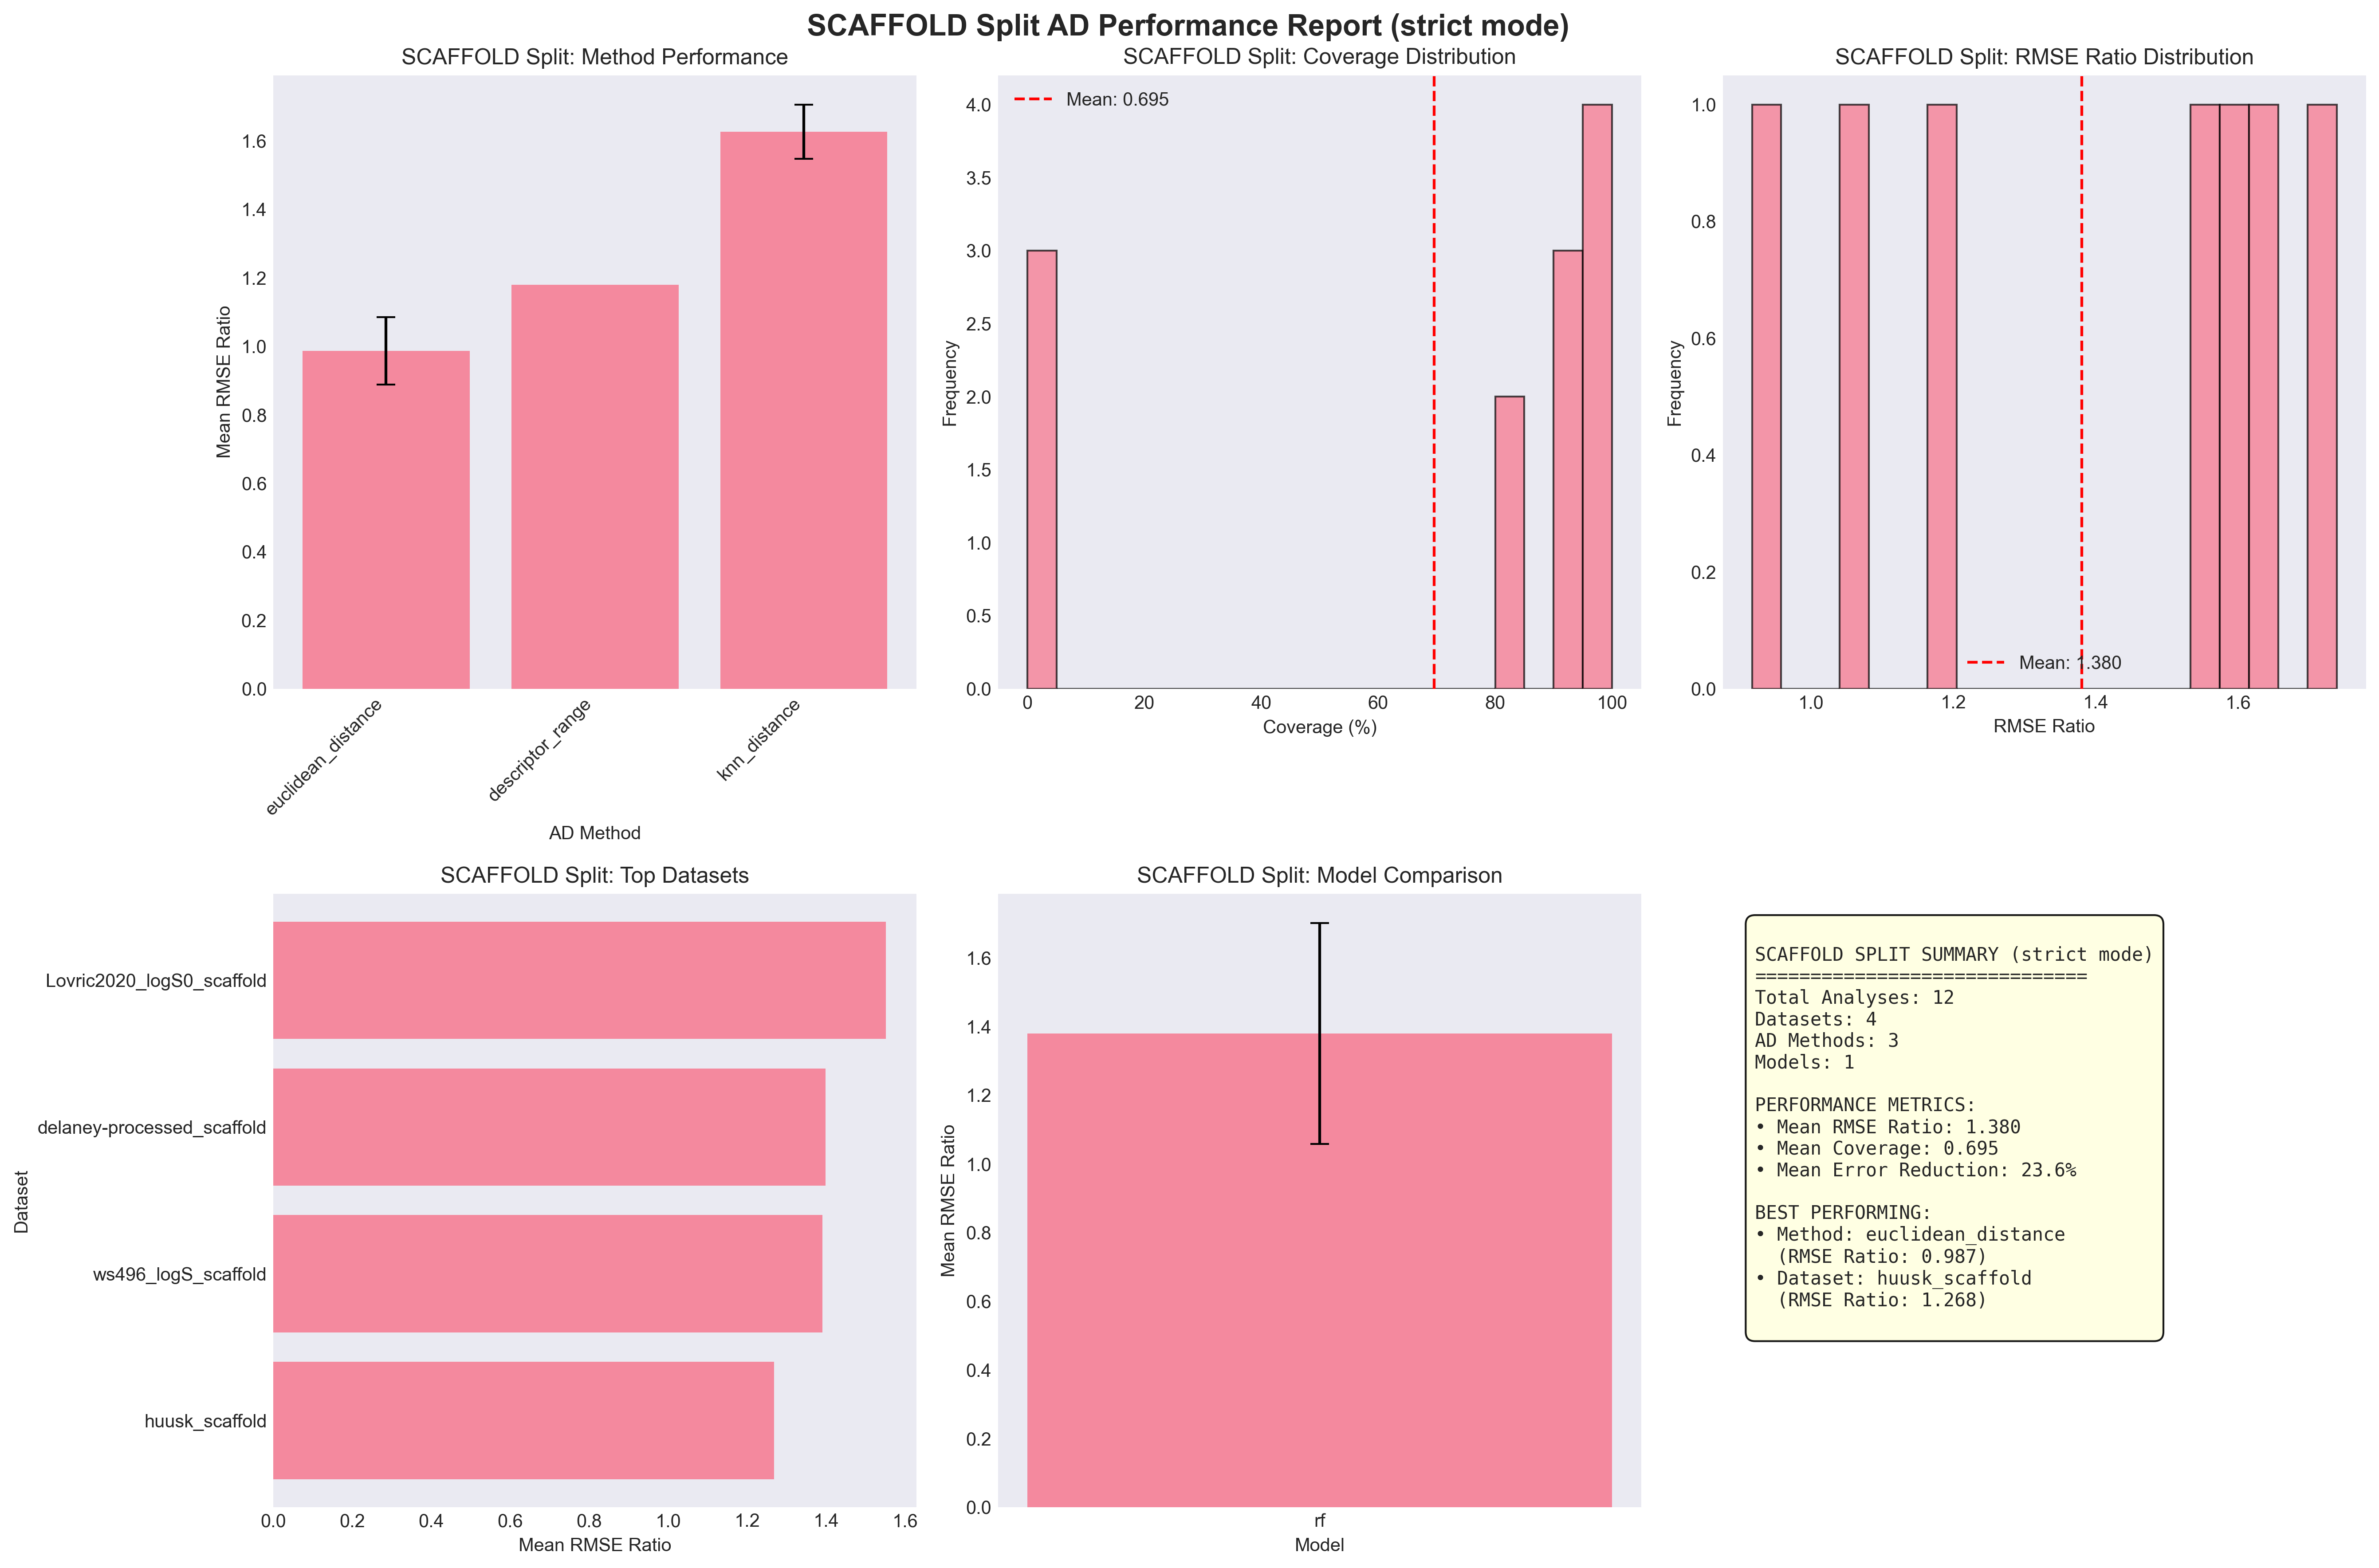 SCAFFOLD Split AD Performance Report (strict mode)
SCAFFOLD Split: Method Performance
1.6
1.4
1.2
1.0
0.8
0.6
0.4
0.2
0.0
Mean RMSE Ratio
euclidean_distance
descriptor_range
knn_distance
AD Method
SCAFFOLD Split: Coverage Distribution
Mean: 0.695
4.0
3.5
3.0
2.5
2.0
1.5
1.0
0.5
0.0
Frequency
0 20 40 60 80 100
Coverage (%)
SCAFFOLD Split: RMSE Ratio Distribution
1.0
0.8
0.6
0.4
0.2
0.0
Frequency
Mean: 1.380
1.0 1.2 1.4 1.6
RMSE Ratio
SCAFFOLD Split: Top Datasets
Lovric2020_logS0_scaffold
delaney-processed_scaffold
ws496_logS_scaffold
huusk_scaffold
Dataset
0.0 0.2 0.4 0.6 0.8 1.0 1.2 1.4 1.6
Mean RMSE Ratio
SCAFFOLD Split: Model Comparison
1.6
1.4
1.2
1.0
0.8
0.6
0.4
0.2
0.0
Mean RMSE Ratio
rf
Model
SCAFFOLD SPLIT SUMMARY (strict mode)
==============================
Total Analyses: 12
Datasets: 4
AD Methods: 3
Models: 1
PERFORMANCE METRICS:
• Mean RMSE Ratio: 1.380
• Mean Coverage: 0.695
• Mean Error Reduction: 23.6%
BEST PERFORMING:
• Method: euclidean_distance
(RMSE Ratio: 0.987)
• Dataset: huusk_scaffold
(RMSE Ratio: 1.268)